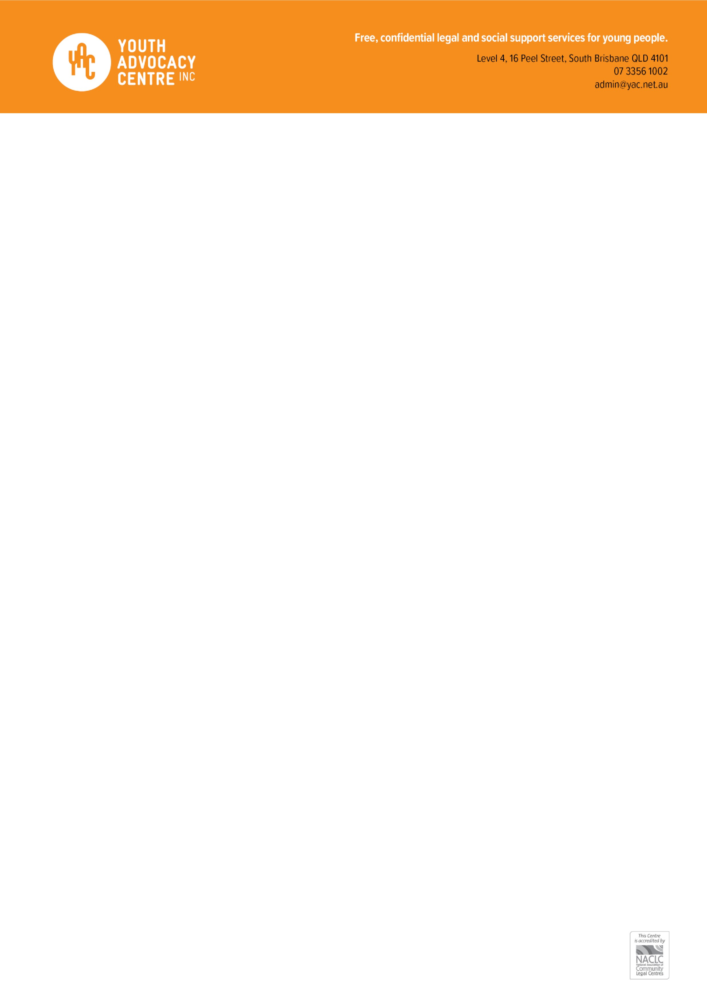 YAC
YOUTH
ADVOCACY
CENTRE INC
Free, confidential legal and social support services for young people.
Level 4, 16 Peel Street, South Brisbane QLD 4101
07 3356 1002
admin@yac.net.au
This Centre
is accredited by
NACLC
National Association of
Community
Legal Centres